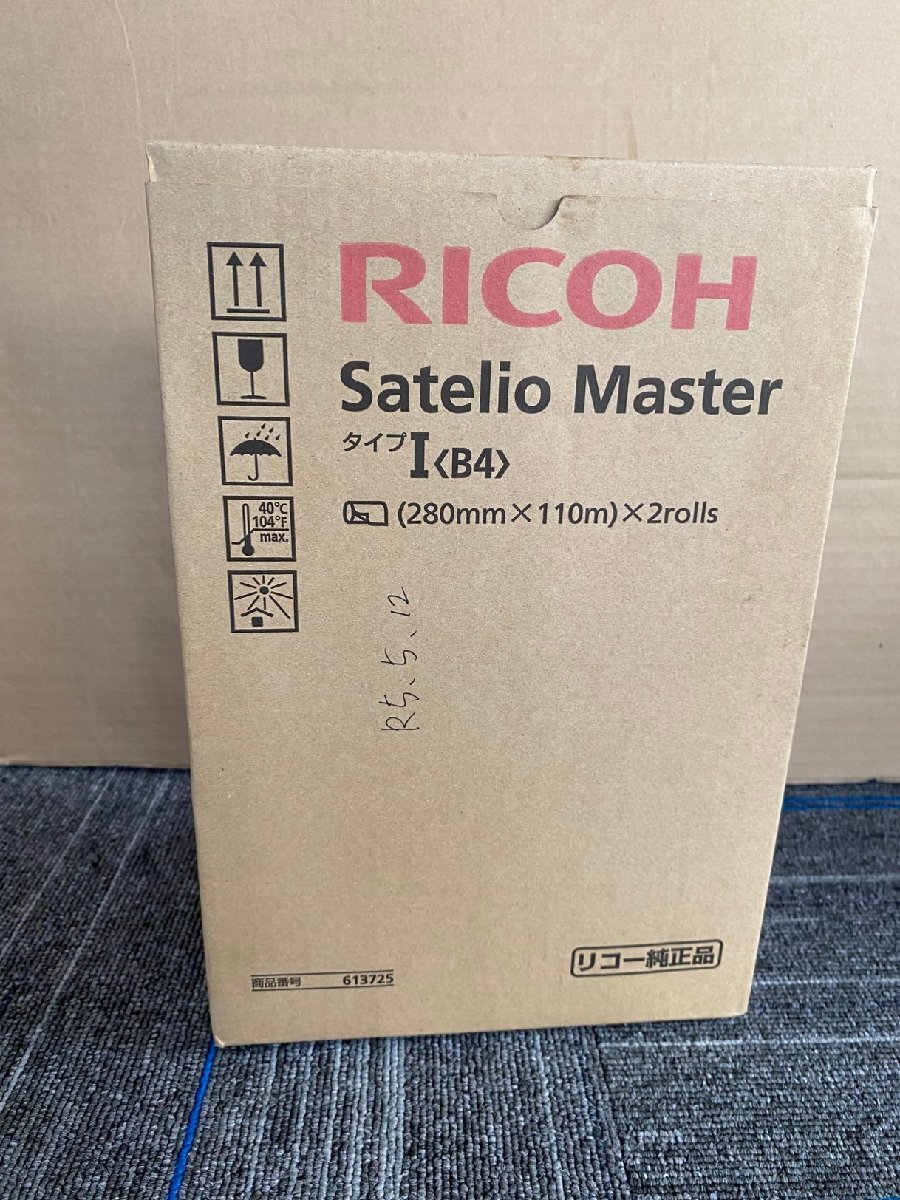 RICOH
Satelio Master
タイプI〈B4〉
(280mm×110m)×2rolls
40°C
104°F
max.
R5、5、12
商品番号 613725
リコー純正品